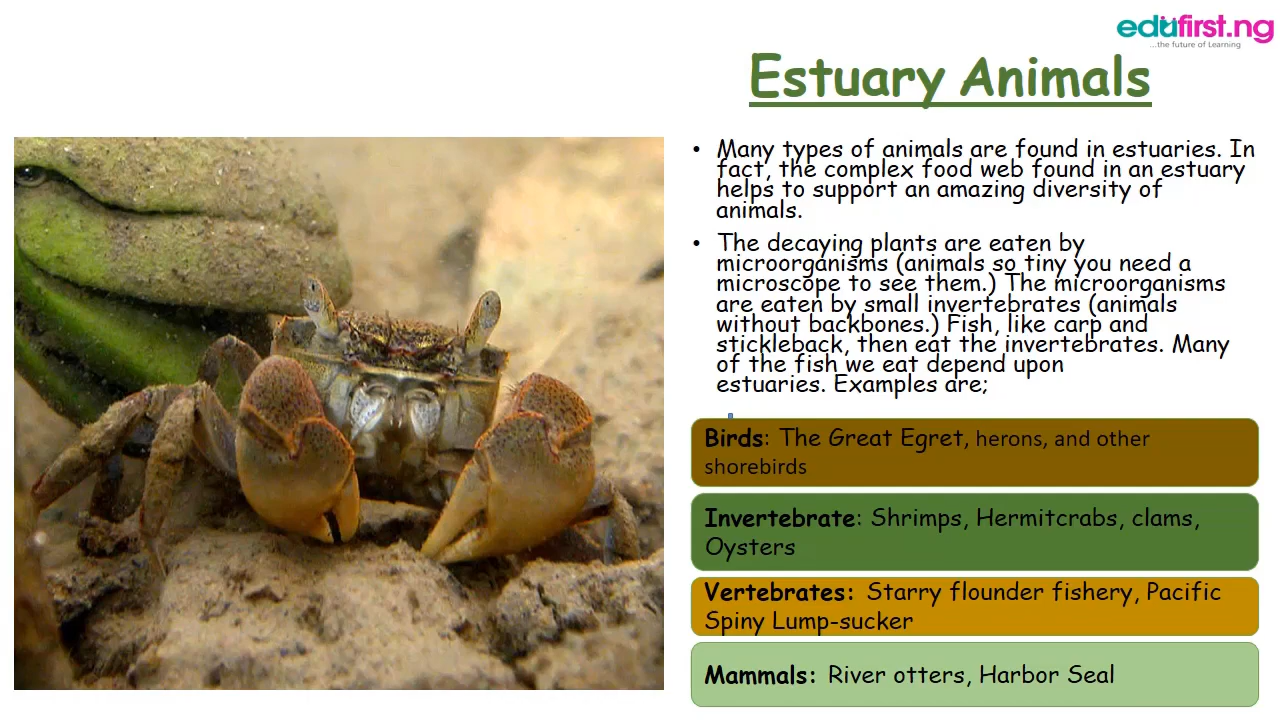 edufirst.ng
...the future of Learning
Estuary Animals
• Many types of animals are found in estuaries. In
fact, the complex food web found in an estuary
helps to support an amazing diversity of
animals.
• The decaying plants are eaten by
microorganisms (animals so tiny you need a
microscope to see them.) The microorganisms
are eaten by small invertebrates (animals
without backbones.) Fish, like carp and
stickleback, then eat the invertebrates. Many
of the fish we eat depend upon
estuaries. Examples are;
Birds: The Great Egret, herons, and other
shorebirds
Invertebrate: Shrimps, Hermitcrabs, clams,
Oysters
Vertebrates: Starry flounder fishery, Pacific
Spiny Lump-sucker
Mammals: River otters, Harbor Seal